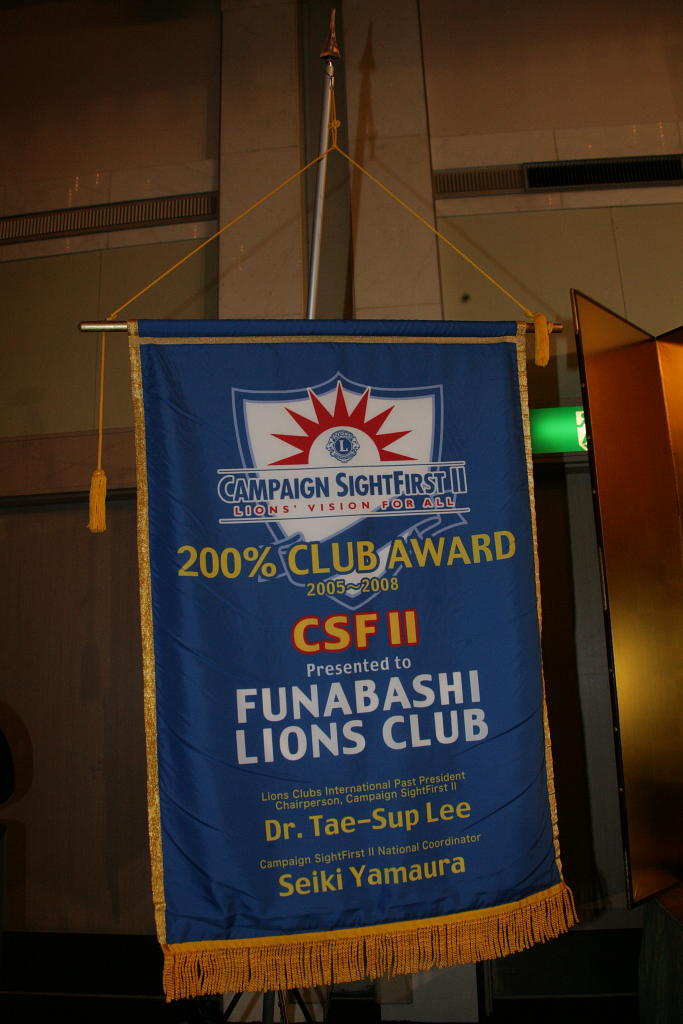 L
CAMPAIGN SIGHTFIRST II
LIONS' VISION FOR ALL
200% CLUB AWARD
2005~2008
CSF II
Presented to
FUNABASHI
LIONS CLUB
Lions Clubs International Past President
Chairperson, Campaign SightFirst II
Dr. Tae-Sup Lee
Campaign SightFirst II National Coordinator
Seiki Yamaura